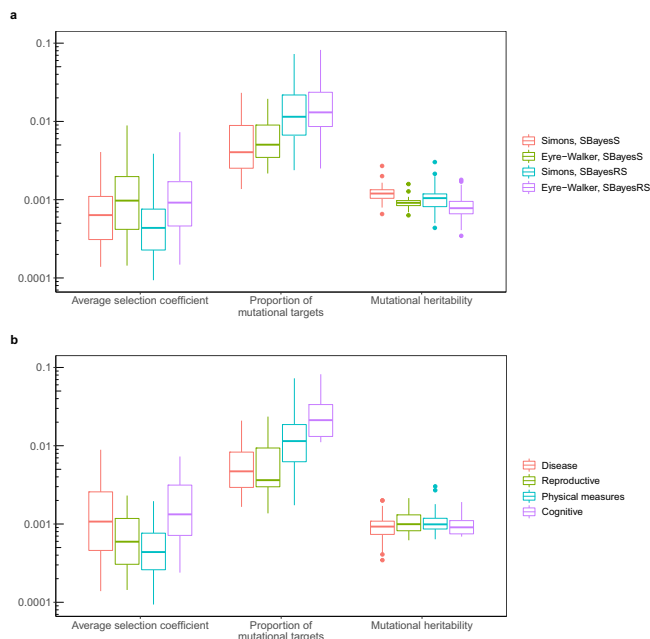 a
0.1
0.01
0.001
0.0001
Average selection coefficient
Proportion of
mutational targets
Mutational heritability
Simons, SBayesS
Eyre−Walker, SBayesS
Simons, SBayesRS
Eyre−Walker, SBayesRS
b
0.1
0.01
0.001
0.0001
Average selection coefficient
Proportion of
mutational targets
Mutational heritability
Disease
Reproductive
Physical measures
Cognitive